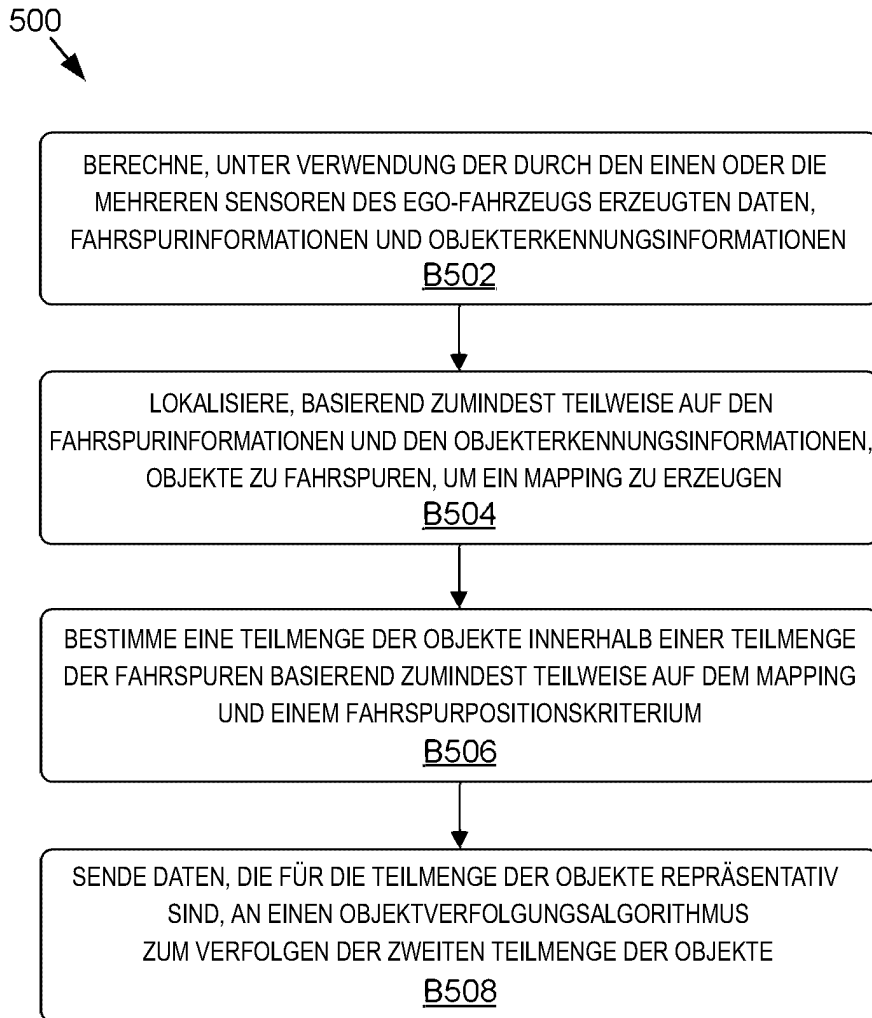 500
BERECHNE, UNTER VERWENDUNG DER DURCH DEN EINEN ODER DIE
MEHREREN SENSOREN DES EGO-FAHRZEUGS ERZEUGTEN DATEN,
FAHRSPURINFORMATIONEN UND OBJEKTERKENNUNGSINFORMATIONEN
B502
LOKALISIERE, BASIEREND ZUMINDEST TEILWEISE AUF DEN
FAHRSPURINFORMATIONEN UND DEN OBJEKTERKENNUNGSINFORMATIONEN,
OBJEKTE ZU FAHRSPUREN, UM EIN MAPPING ZU ERZEUGEN
B504
BESTIMME EINE TEILMENGE DER OBJEKTE INNERHALB EINER TEILMENGE
DER FAHRSPUREN BASIEREND ZUMINDEST TEILWEISE AUF DEM MAPPING
UND EINEM FAHRSPURPOSITIONSKRITERIUM
B506
SENDE DATEN, DIE FÜR DIE TEILMENGE DER OBJEKTE REPRÄSENTATIV
SIND, AN EINEN OBJEKTVERFOLGUNGSALGORITHMUS
ZUM VERFOLGEN DER ZWEITEN TEILMENGE DER OBJEKTE
B508